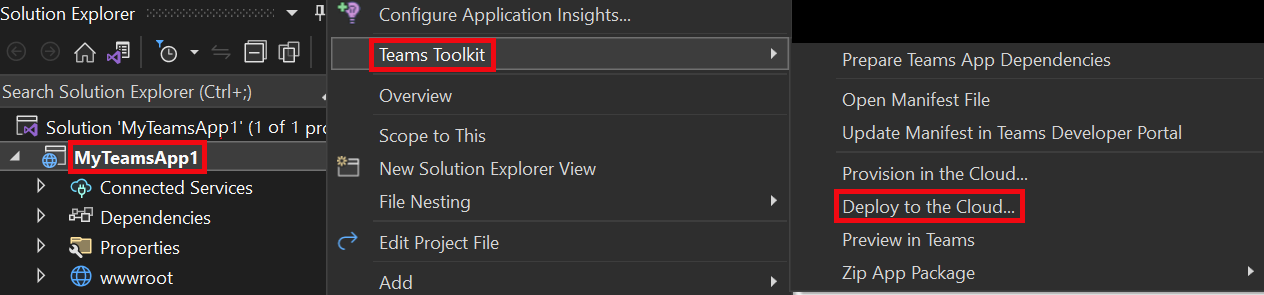 Solution Explorer
Search Solution Explorer (Ctrl+;)
Solution 'MyTeamsApp1' (1 of 1 pro
MyTeamsApp1
Connected Services
Dependencies
Properties
wwwroot
Configure Application Insights...
Teams Toolkit
Overview
Scope to This
New Solution Explorer View
File Nesting
Edit Project File
Add
Prepare Teams App Dependencies
Open Manifest File
Update Manifest in Teams Developer Portal
Provision in the Cloud...
Deploy to the Cloud...
Preview in Teams
Zip App Package